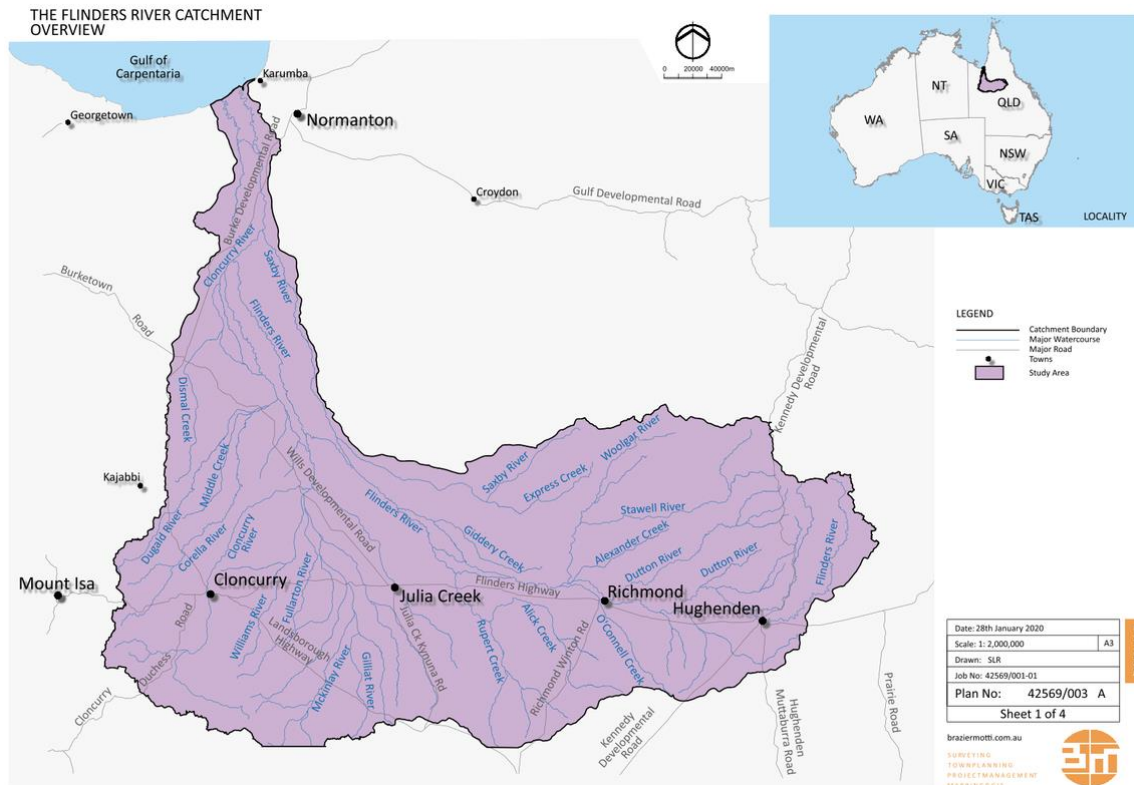 THE FLINDERS RIVER CATCHMENT
OVERVIEW
Gulf of
Carpentaria
Karumba
Georgetown
Normanton
Croydon
Gulf Developmental Road
Burke Developmental Road
Cloncurry River
Saxby River
Flinders River
Burketown
Road
Dismal Creek
Kajabbi
Middle Creek
Dugald River
Corella River
Cloncurry
River
Wills Developmental Road
Flinders River
Giddery Creek
Saxby River
Express Creek
Woolgar River
Stawell River
Alexander Creek
Dutton River
Dutton River
Flinders River
Kennedy Developmental
Road
Mount Isa
Cloncurry
Julia Creek
Flinders Highway
Richmond
Hughenden
Williams River
Fullarton River
Landsborough
Highway
Mckinlay River
Gilliat River
Julia Ck Kynuna Rd
Rupert Creek
Alick Creek
Richmond Winton Rd
O'Connell Creek
Cloncurry
Duchess
Road
Kennedy
Developmental
Road
Hughenden
Muttaburra Road
Prairie Road
0 20000 40000m
WA
NT
QLD
SA
NSW
VIC
TAS
LOCALITY
LEGEND
Catchment Boundary
Major Watercourse
Major Road
Towns
Study Area
Date: 28th January 2020
Scale: 1: 2,000,000 A3
Drawn: SLR
Job No: 42569/001-01
Plan No: 42569/003 A
Sheet 1 of 4
braziermotti.com.au
SURVEYING
TOWNPLANNING
PROJECTMANAGEMENT